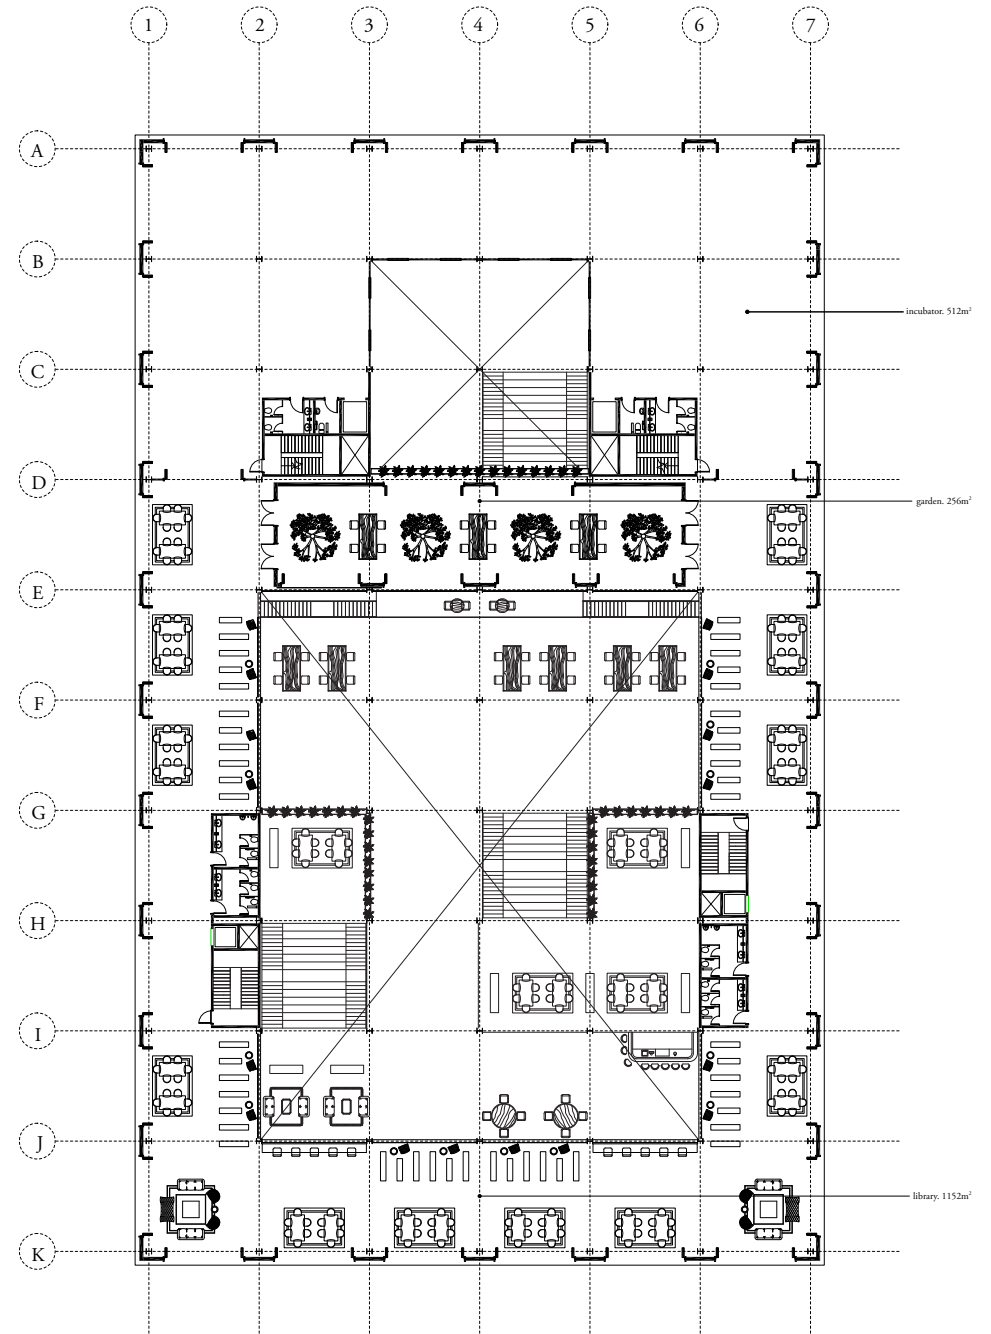 1 2 3 4 5 6 7
A
B
incubator. 512m²
C
D
garden. 256m²
E
F
G
H
I
J
library. 1152m²
K